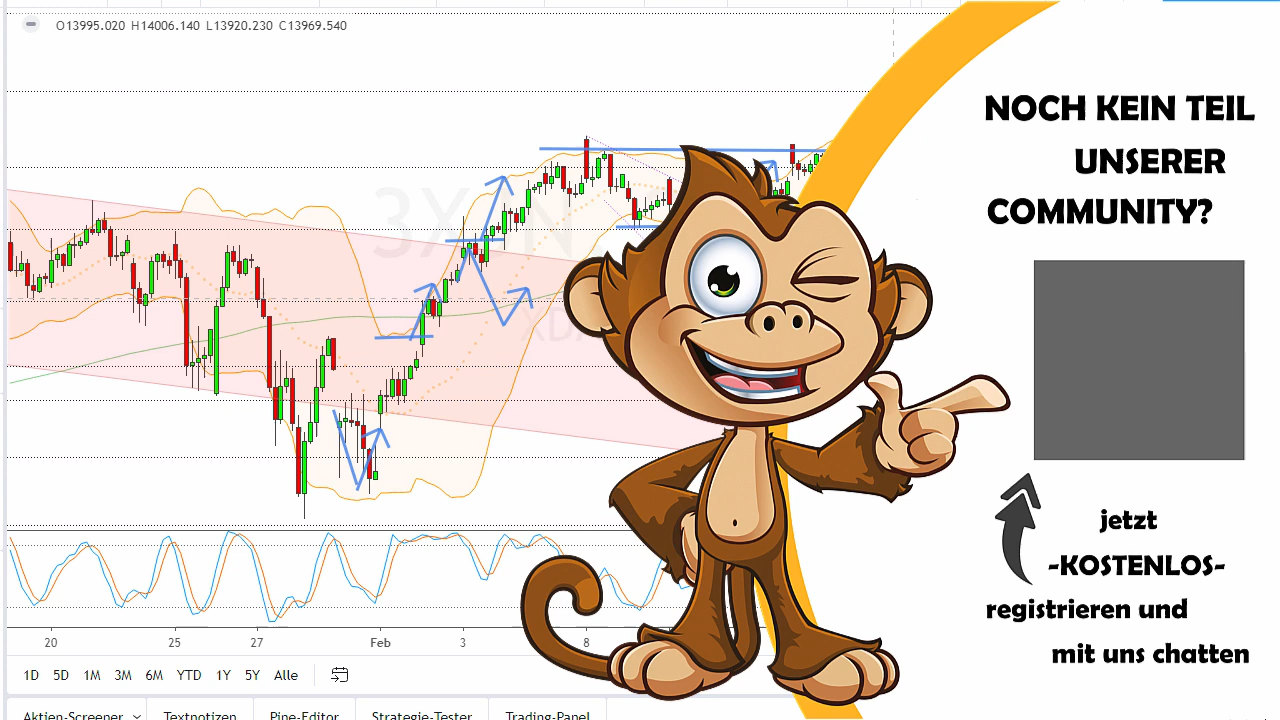 O13995.020 H14006.140 L13920.230 C13969.540
NOCH KEIN TEIL
UNSERER
COMMUNITY?
jetzt
-KOSTENLOS-
registrieren und
mit uns chatten
20 25 27 Feb 3 8
1D 5D 1M 3M 6M YTD 1Y 5Y Alle
Aktien-Screener Textnotizen Pine-Editor Strategie-Tester Trading-Panel